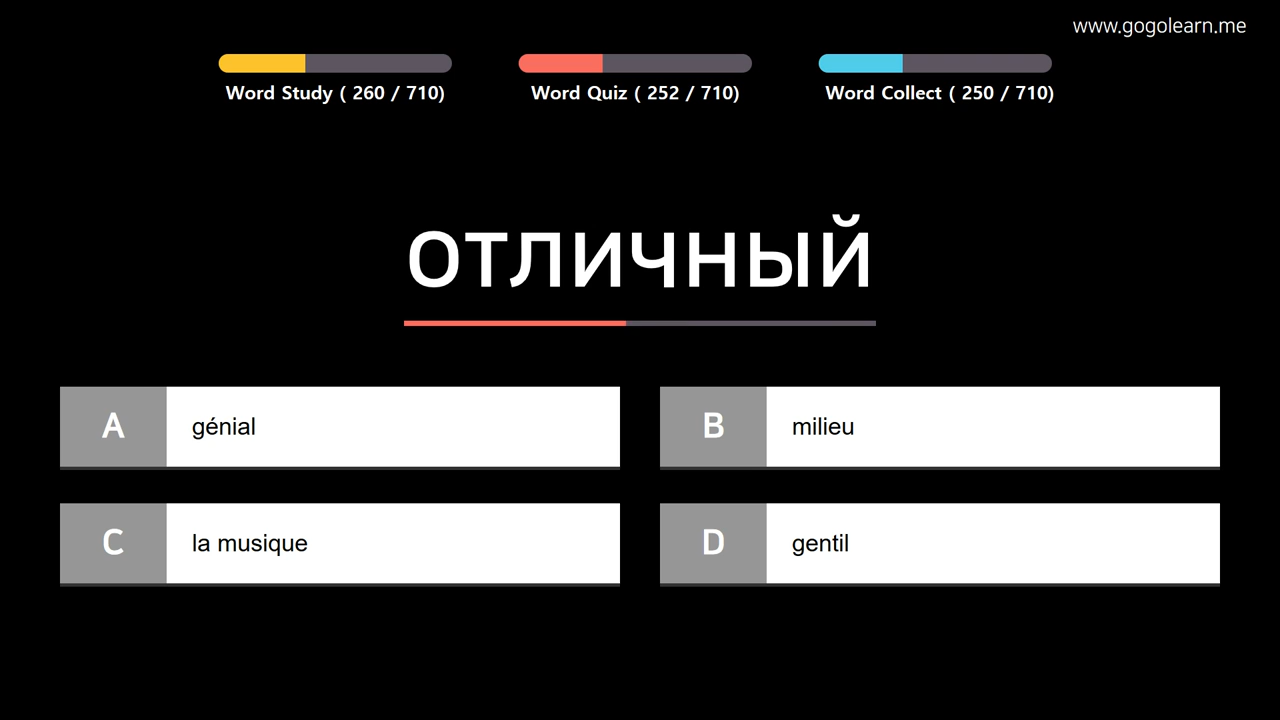 www.gogolearn.me
Word Study ( 260 / 710)
Word Quiz ( 252 / 710)
Word Collect ( 250 / 710)
отличный
A génial
B milieu
C la musique
D gentil